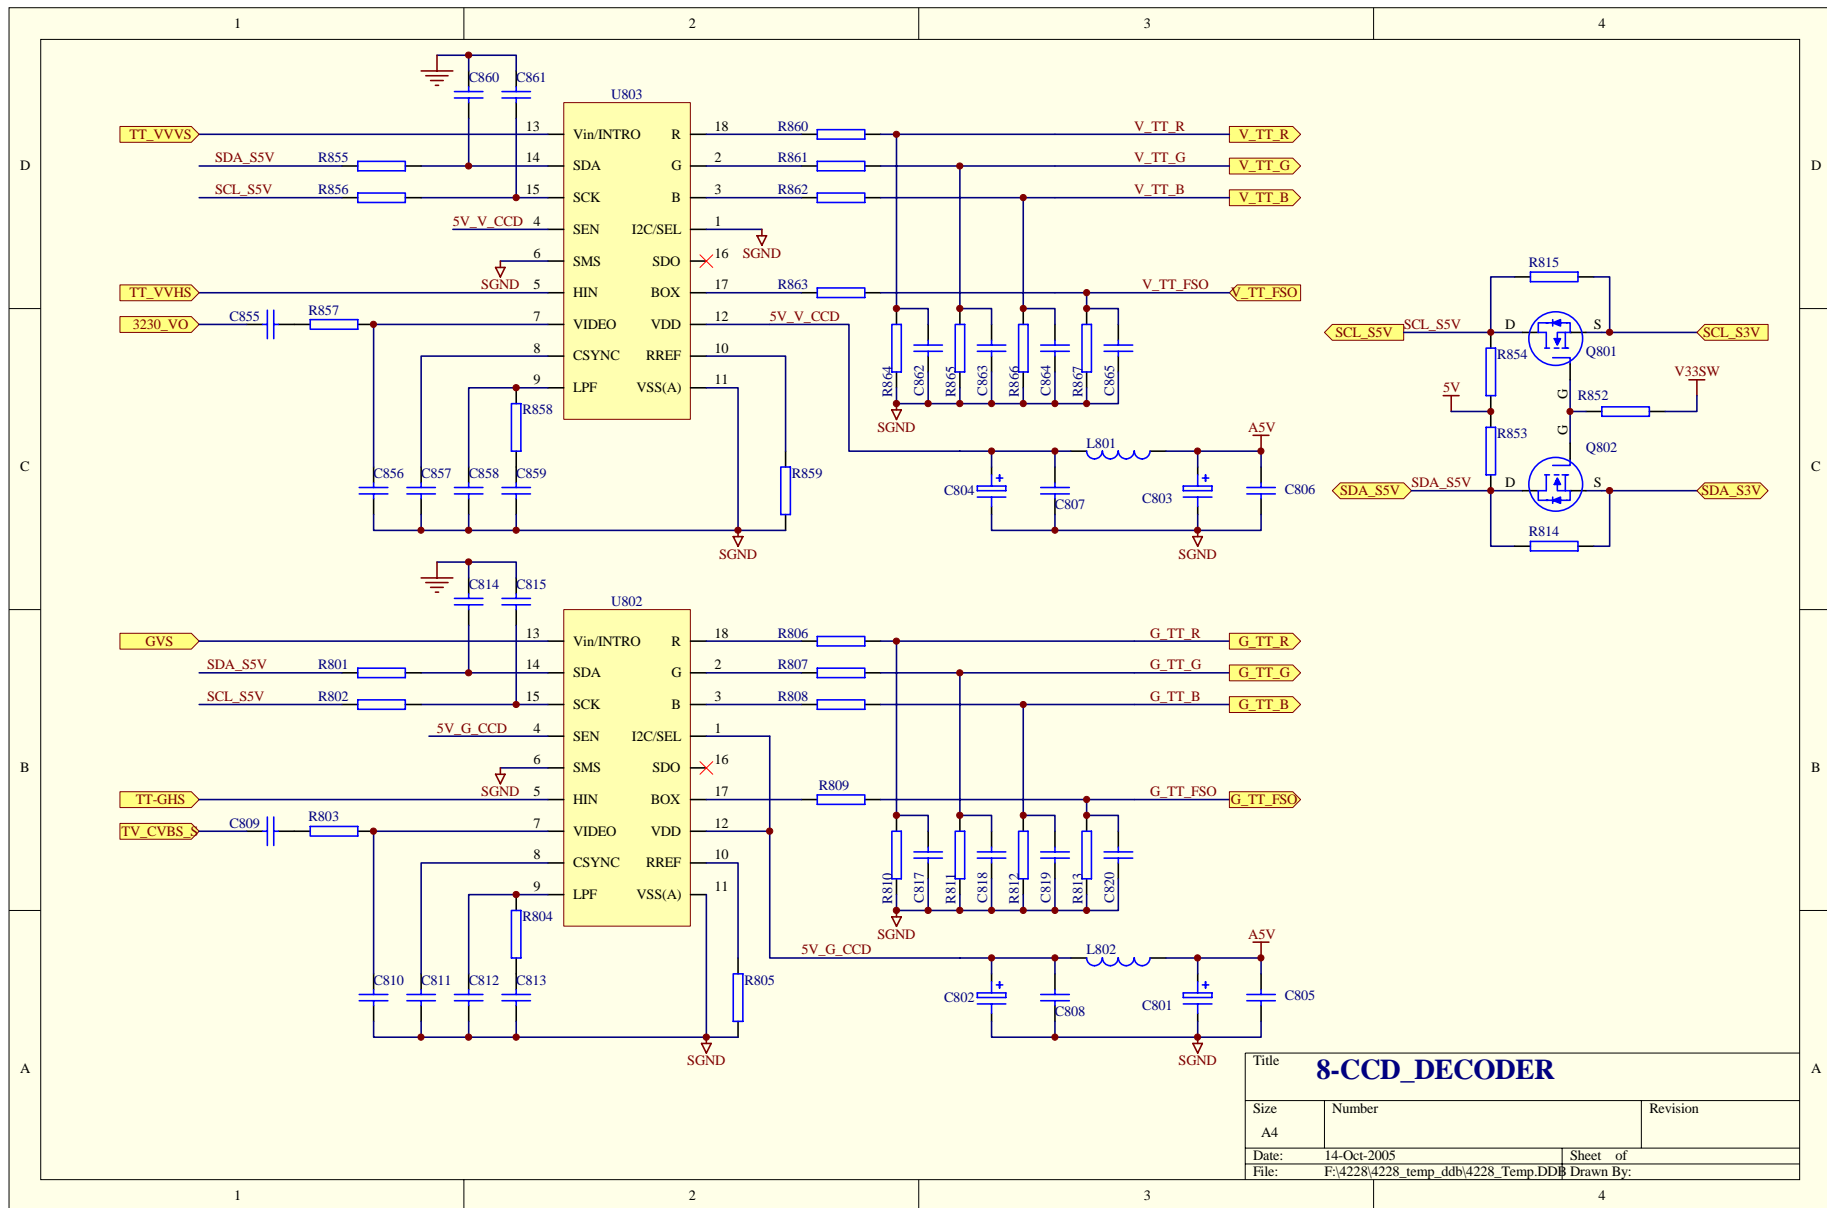 1 2 3 4
D
C
B
A
D
C
B
A
C860 C861
U803
TT_VVVS 13 Vin/INTRO R 18 R860 V_TT_R V_TT_R
SDA_S5V R855 14 SDA G 2 R861 V_TT_G V_TT_G
SCL_S5V R856 15 SCK B 3 R862 V_TT_B V_TT_B
5V_V_CCD 4 SEN I2C/SEL 1
SGND
6 SMS SDO 16
SGND
TT_VVHS 5 HIN BOX 17 R863 V_TT_FSO V_TT_FSO
3230_VO C855 R857 7 VIDEO VDD 12 5V_V_CCD
8 CSYNC RREF 10
9 LPF VSS(A) 11
R858
R864 C862 R865 C863 R866 C864 R867 C865
SGND
C856 C857 C858 C859 R859
SGND
L801 A5V
C804 + C807 C803 + C806
SGND
R815
SCL_S5V SCL_S5V D S SCL_S3V
Q801
R854
5V G R852 V33SW
R853 G
Q802
SDA_S5V SDA_S5V D S SDA_S3V
R814
C814 C815
U802
GVS 13 Vin/INTRO R 18 R806 G_TT_R G_TT_R
SDA_S5V R801 14 SDA G 2 R807 G_TT_G G_TT_G
SCL_S5V R802 15 SCK B 3 R808 G_TT_B G_TT_B
5V_G_CCD 4 SEN I2C/SEL 1
6 SMS SDO 16
SGND
TT-GHS 5 HIN BOX 17 R809 G_TT_FSO G_TT_FSO
TV_CVBS_S C809 R803 7 VIDEO VDD 12
8 CSYNC RREF 10
9 LPF VSS(A) 11
R804
R810 C817 R811 C818 R812 C819 R813 C820
SGND
C810 C811 C812 C813 R805
SGND
5V_G_CCD L802 A5V
C802 + C808 C801 + C805
SGND
Title 8-CCD_DECODER
Size Number Revision
A4
Date: 14-Oct-2005 Sheet of
File: F:\4228\4228_temp_ddb\4228_Temp.DDB Drawn By:
1 2 3 4